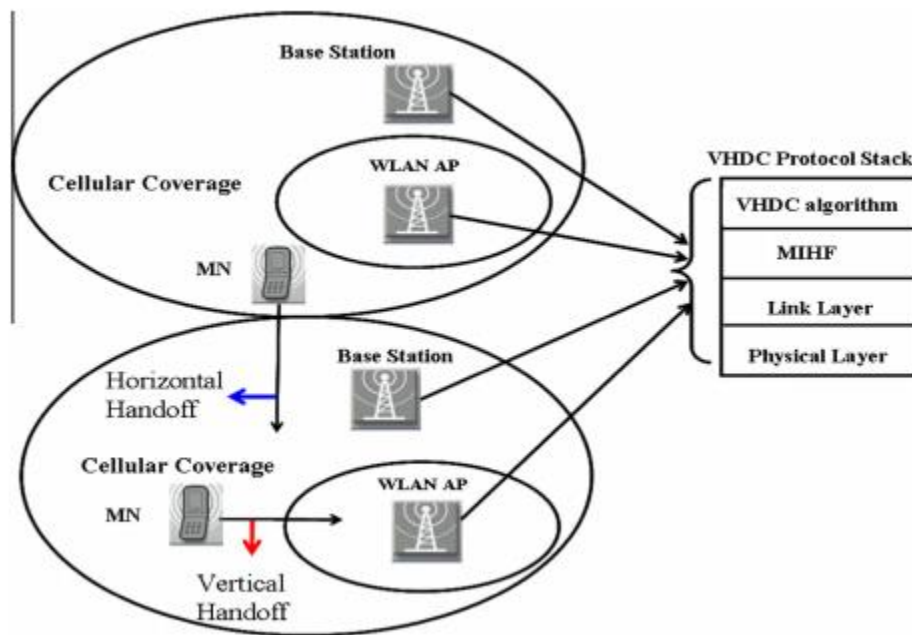 Base Station
WLAN AP
Cellular Coverage
MN
VHDC Protocol Stack
VHDC algorithm
MIHF
Link Layer
Physical Layer
Base Station
Horizontal
Handoff
Cellular Coverage
WLAN AP
MN
Vertical
Handoff